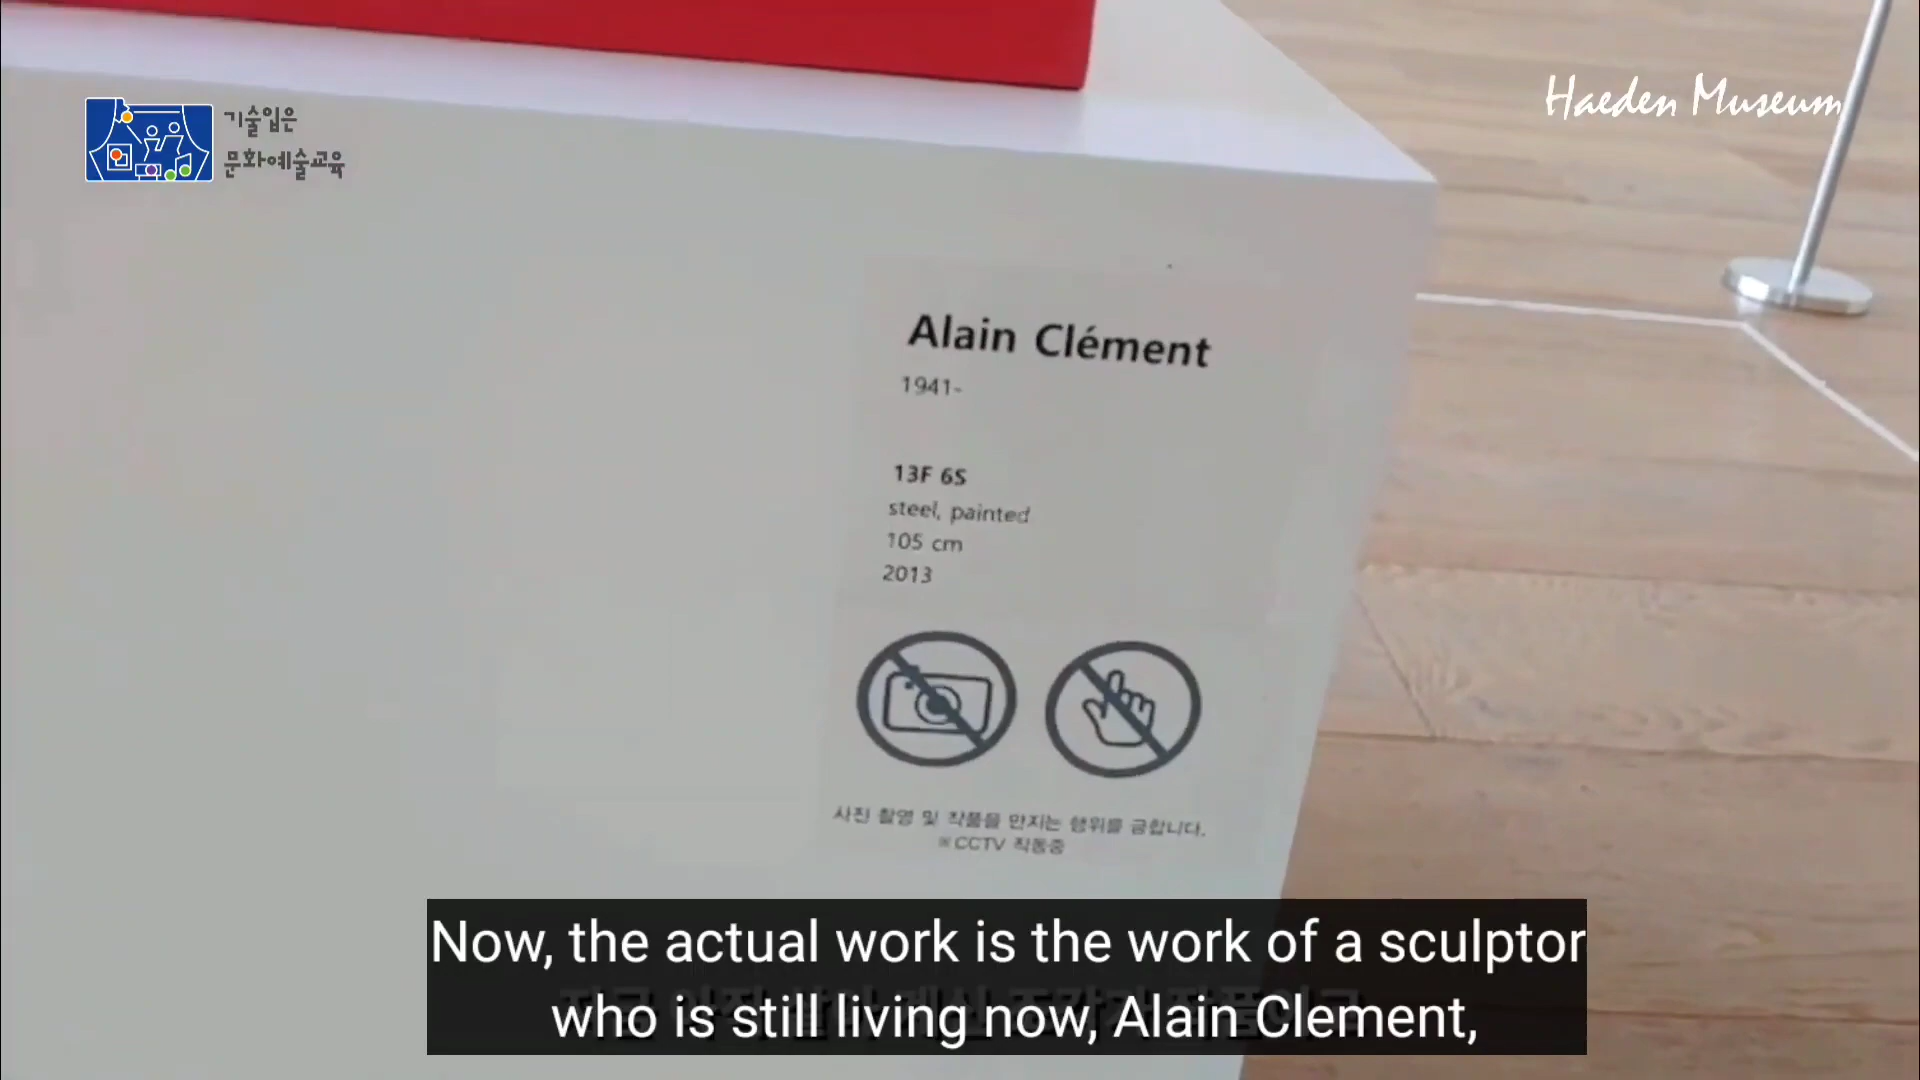 기술입은
문화예술교육
Haeden Museum
Alain Clément
1941-
13F 6S
steel, painted
105 cm
2013
사진 촬영 및 작품을 만지는 행위를 금합니다.
※CCTV 작동중
Now, the actual work is the work of a sculptor
who is still living now, Alain Clement,